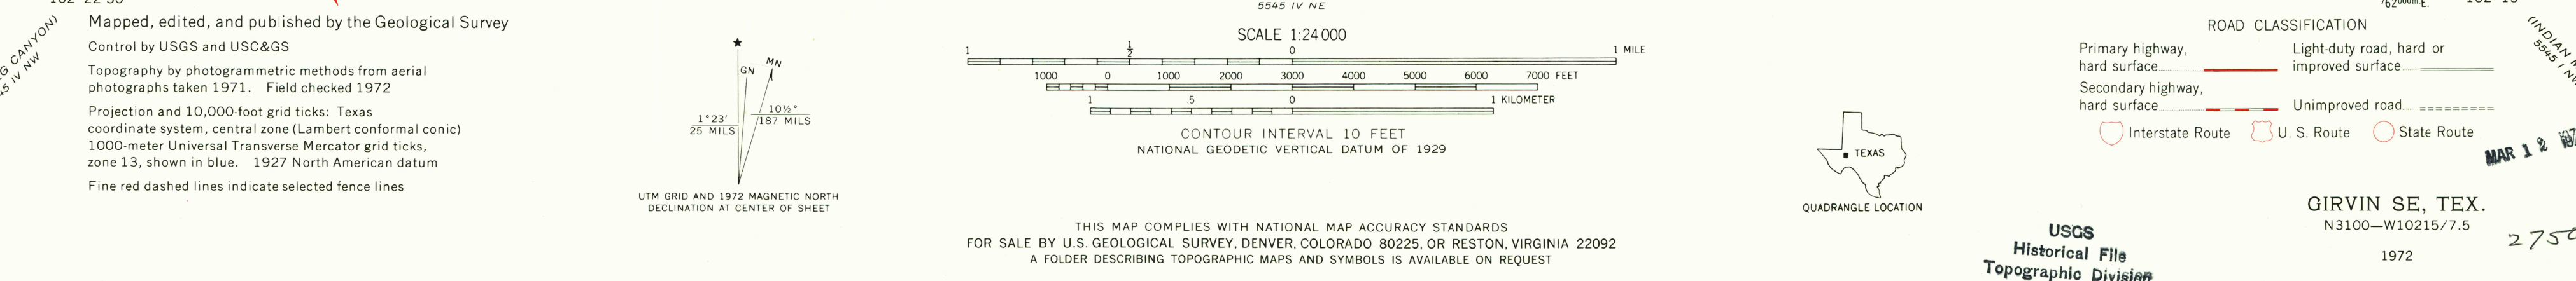 Mapped, edited, and published by the Geological Survey
Control by USGS and USC&GS
Topography by photogrammetric methods from aerial
photographs taken 1971. Field checked 1972
Projection and 10,000-foot grid ticks: Texas
coordinate system, central zone (Lambert conformal conic)
1000-meter Universal Transverse Mercator grid ticks,
zone 13, shown in blue. 1927 North American datum
Fine red dashed lines indicate selected fence lines
CANYON)
IV NW
★
GN
MN
1°23′
25 MILS
10½°
187 MILS
UTM GRID AND 1972 MAGNETIC NORTH
DECLINATION AT CENTER OF SHEET
5545 IV NE
SCALE 1:24 000
1 ½ 0 1 MILE
1000 0 1000 2000 3000 4000 5000 6000 7000 FEET
1 5 0 1 KILOMETER
CONTOUR INTERVAL 10 FEET
NATIONAL GEODETIC VERTICAL DATUM OF 1929
THIS MAP COMPLIES WITH NATIONAL MAP ACCURACY STANDARDS
FOR SALE BY U.S. GEOLOGICAL SURVEY, DENVER, COLORADO 80225, OR RESTON, VIRGINIA 22092
A FOLDER DESCRIBING TOPOGRAPHIC MAPS AND SYMBOLS IS AVAILABLE ON REQUEST
TEXAS
QUADRANGLE LOCATION
ROAD CLASSIFICATION
Primary highway,
hard surface
Light-duty road, hard or
improved surface
Secondary highway,
hard surface
Unimproved road
Interstate Route
U. S. Route
State Route
(INDIAN
5545 I
MAR 12
GIRVIN SE, TEX.
N3100—W10215/7.5
1972
USGS
Historical File
Topographic Division